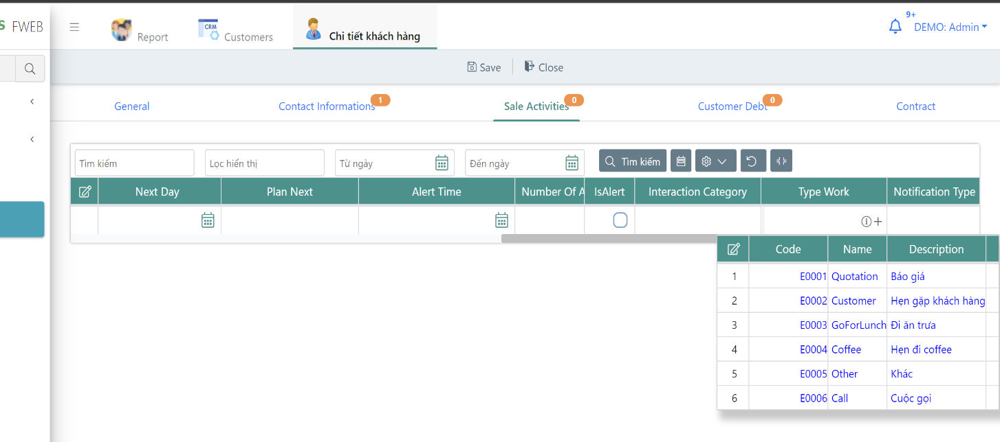 S FWEB
Report
CRM
Customers
Chi tiết khách hàng
9+
DEMO: Admin
Save
Close
General
Contact Informations 1
Sale Activities 0
Customer Debt 0
Contract
Tìm kiếm
Lọc hiển thị
Từ ngày
Đến ngày
Tìm kiếm
Next Day Plan Next Alert Time Number Of A IsAlert Interaction Category Type Work Notification Type
Code Name Description
1 E0001 Quotation Báo giá
2 E0002 Customer Hẹn gặp khách hàng
3 E0003 GoForLunch Đi ăn trưa
4 E0004 Coffee Hẹn đi coffee
5 E0005 Other Khác
6 E0006 Call Cuộc gọi